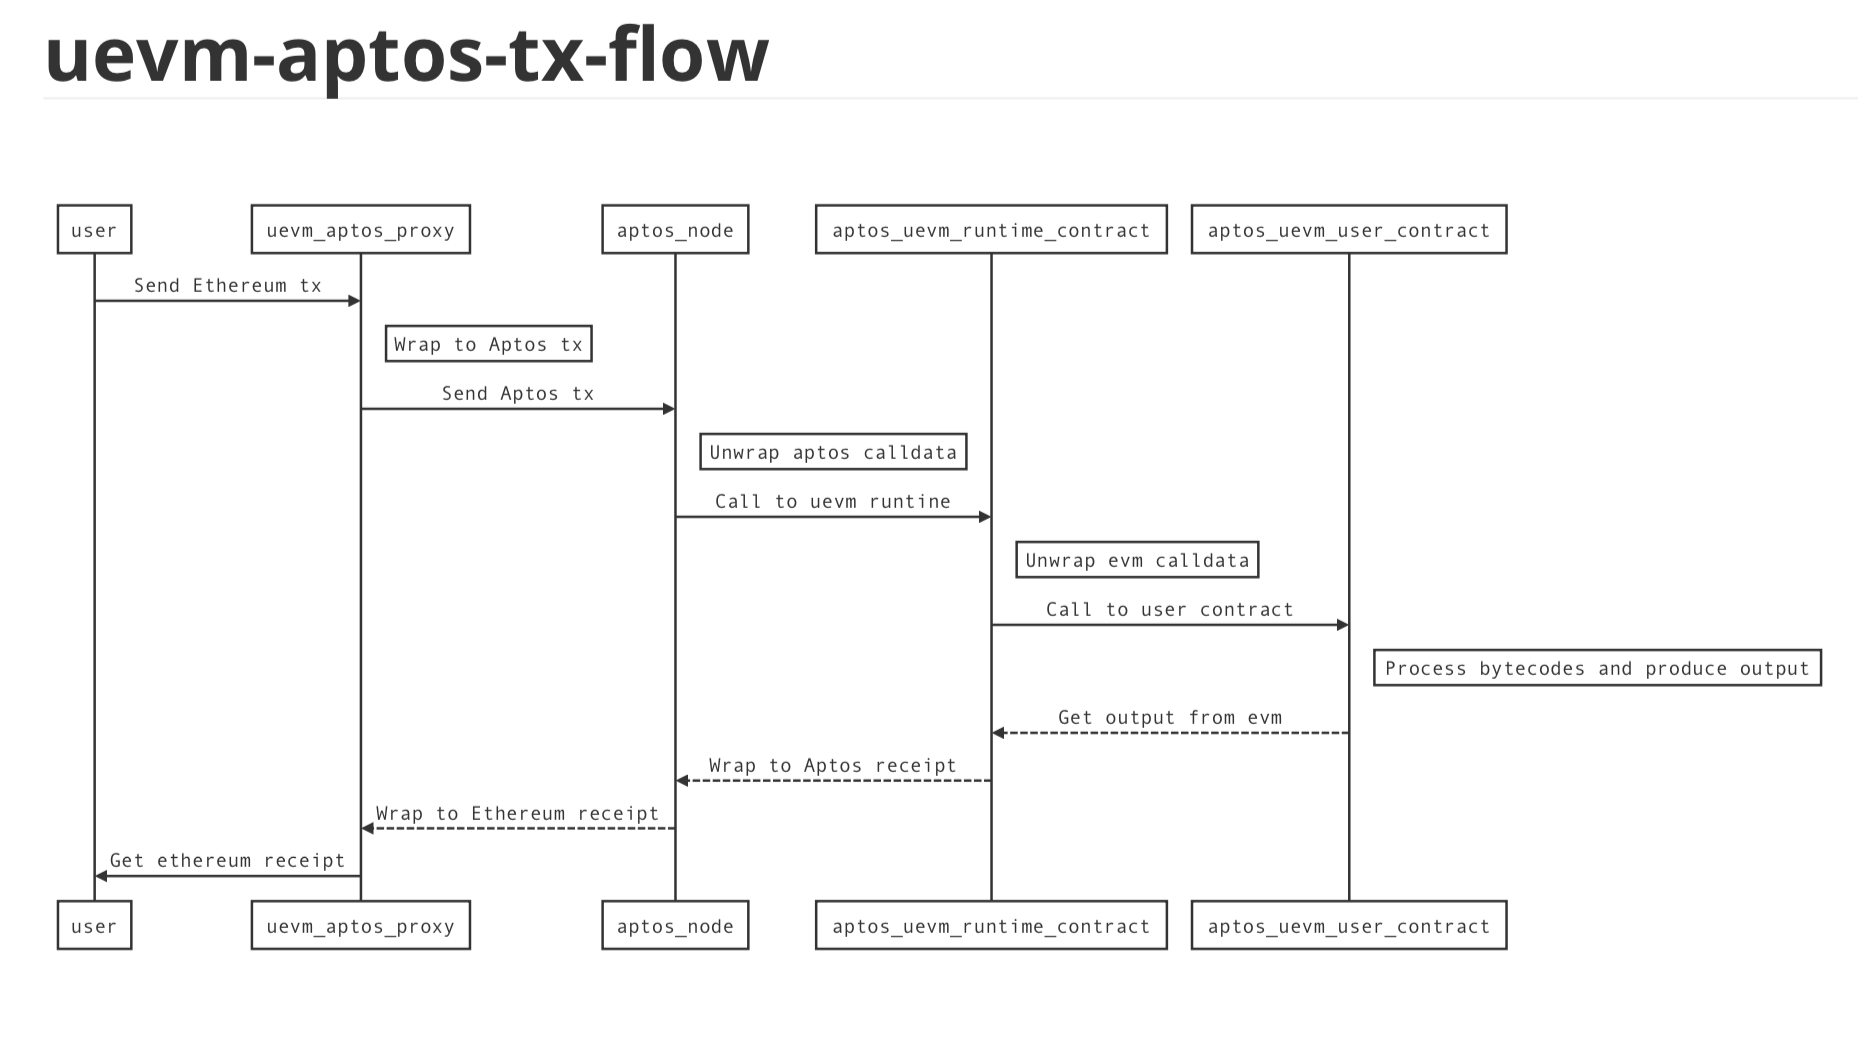 uevm-aptos-tx-flow
user
uevm_aptos_proxy
aptos_node
aptos_uevm_runtime_contract
aptos_uevm_user_contract
Send Ethereum tx
Wrap to Aptos tx
Send Aptos tx
Unwrap aptos calldata
Call to uevm runtine
Unwrap evm calldata
Call to user contract
Process bytecodes and produce output
Get output from evm
Wrap to Aptos receipt
Wrap to Ethereum receipt
Get ethereum receipt
user
uevm_aptos_proxy
aptos_node
aptos_uevm_runtime_contract
aptos_uevm_user_contract